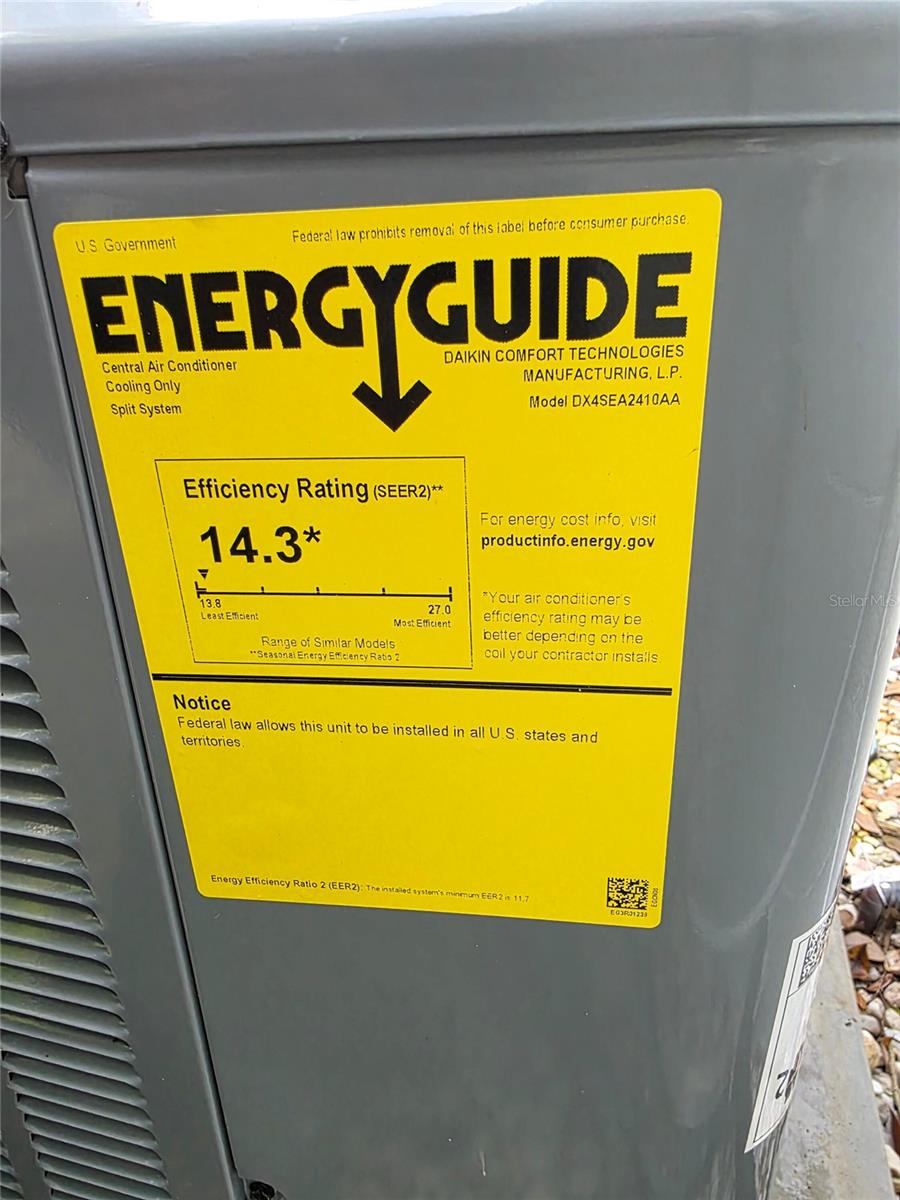 U.S. Government
Federal law prohibits removal of this label before consumer purchase.
ENERGYGUIDE
Central Air Conditioner
Cooling Only
Split System
DAIKIN COMFORT TECHNOLOGIES
MANUFACTURING, L.P.
Model DX4SEA2410AA
Efficiency Rating (SEER2)**
14.3*
13.8
Least Efficient
27.0
Most Efficient
Range of Similar Models
**Seasonal Energy Efficiency Ratio 2
For energy cost info, visit
productinfo.energy.gov
*Your air conditioner's
efficiency rating may be
better depending on the
coil your contractor installs.
Notice
Federal law allows this unit to be installed in all U.S. states and
territories.
Energy Efficiency Ratio 2 (EER2): The installed system's minimum EER2 is 11.7
StellarMLS